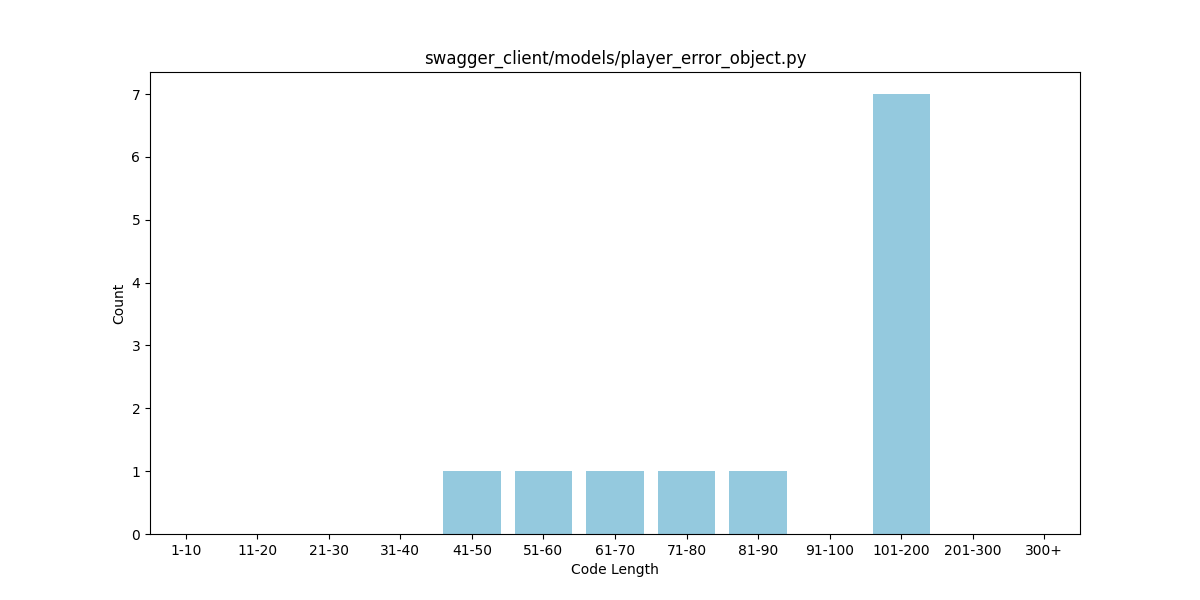 swagger_client/models/player_error_object.py
7
6
5
4
3
2
1
0
Count
1-10 11-20 21-30 31-40 41-50 51-60 61-70 71-80 81-90 91-100 101-200 201-300 300+
Code Length